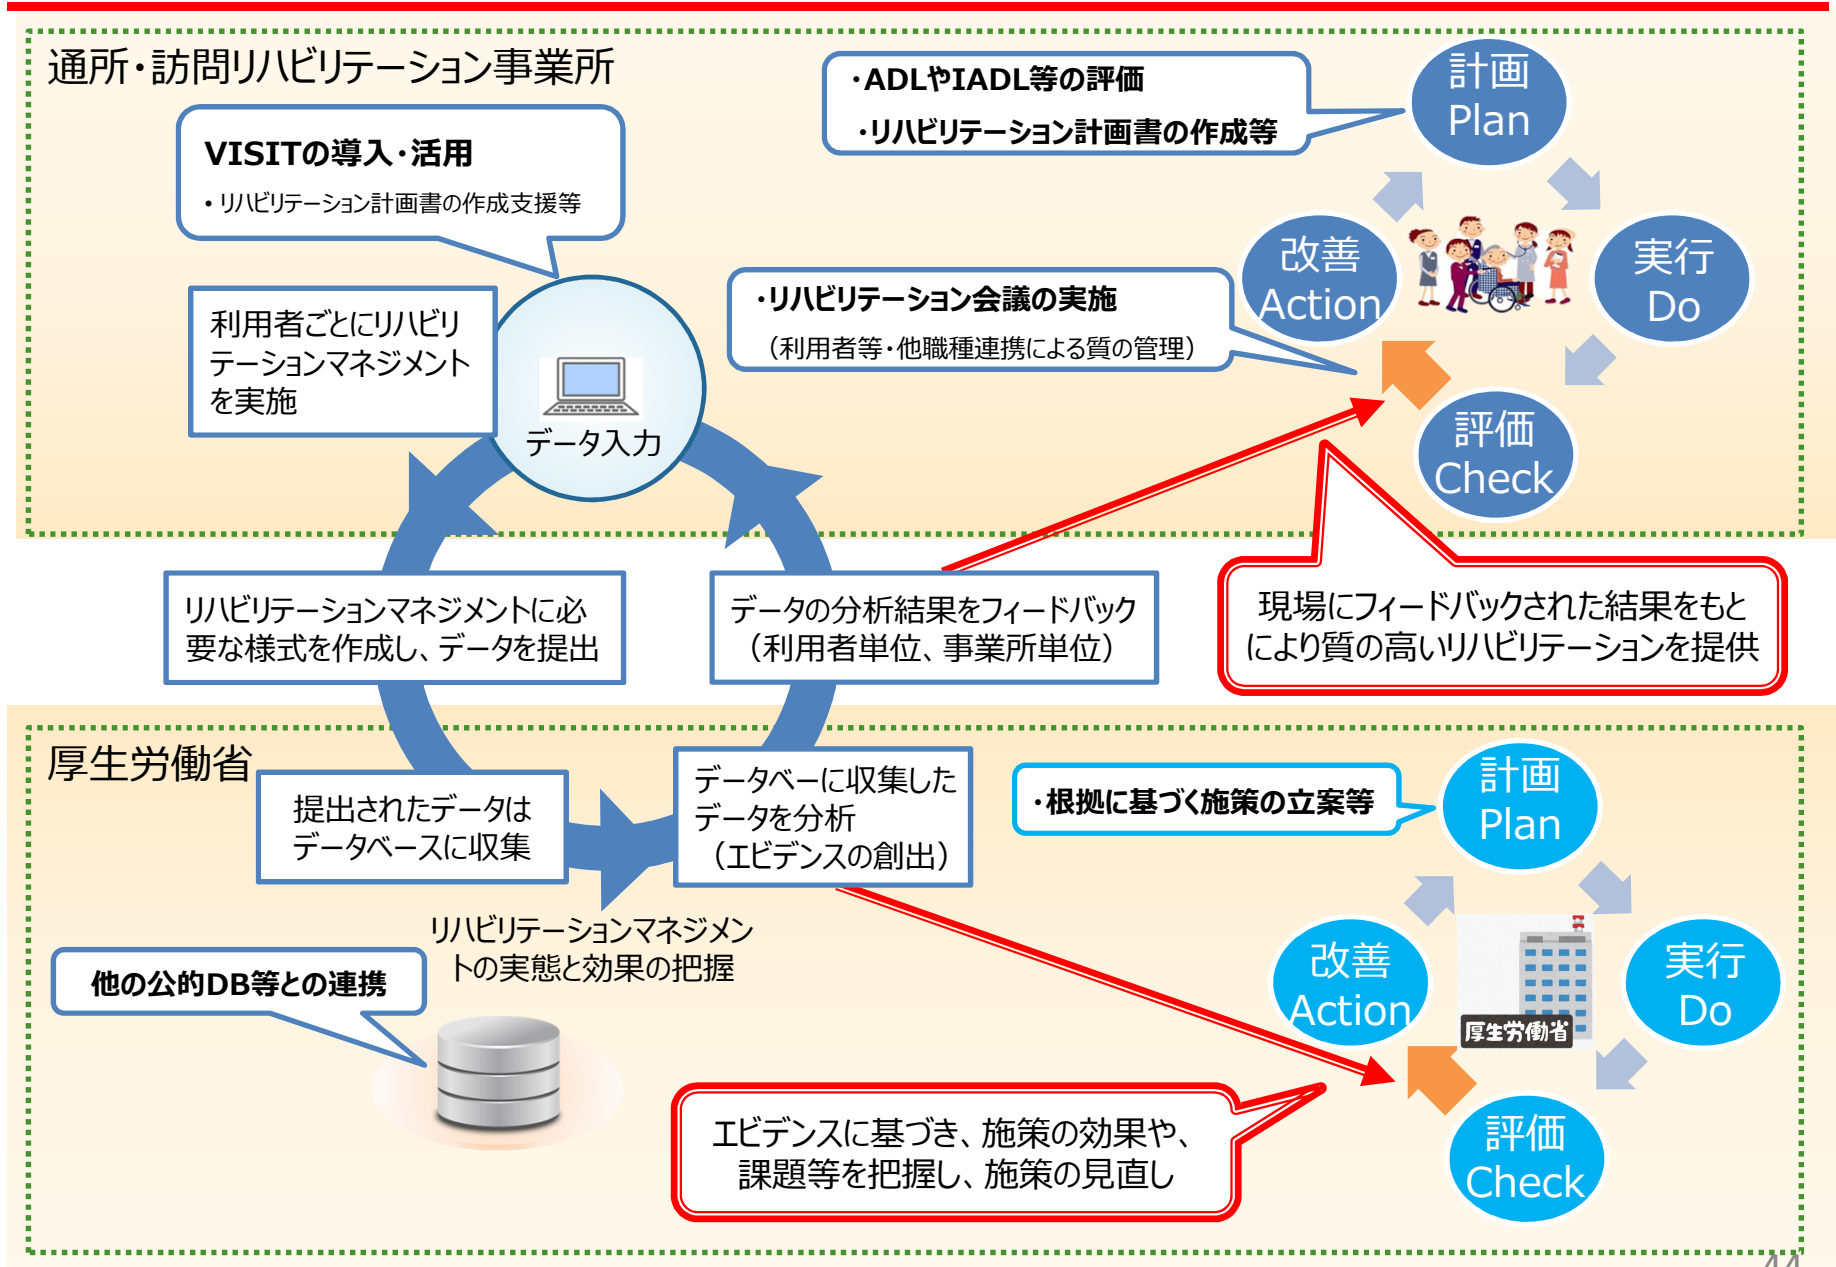 通所・訪問リハビリテーション事業所
VISITの導入・活用
・リハビリテーション計画書の作成支援等
利用者ごとにリハビリ
テーションマネジメント
を実施
データ入力
・ADLやIADL等の評価
・リハビリテーション計画書の作成等
・リハビリテーション会議の実施
（利用者等・他職種連携による質の管理）
計画
Plan
実行
Do
評価
Check
改善
Action
リハビリテーションマネジメントに必
要な様式を作成し、データを提出
データの分析結果をフィードバック
（利用者単位、事業所単位）
現場にフィードバックされた結果をもと
により質の高いリハビリテーションを提供
厚生労働省
提出されたデータは
データベースに収集
データベーに収集した
データを分析
（エビデンスの創出）
リハビリテーションマネジメン
トの実態と効果の把握
他の公的DB等との連携
・根拠に基づく施策の立案等
計画
Plan
実行
Do
評価
Check
改善
Action
厚生労働省
エビデンスに基づき、施策の効果や、
課題等を把握し、施策の見直し
44